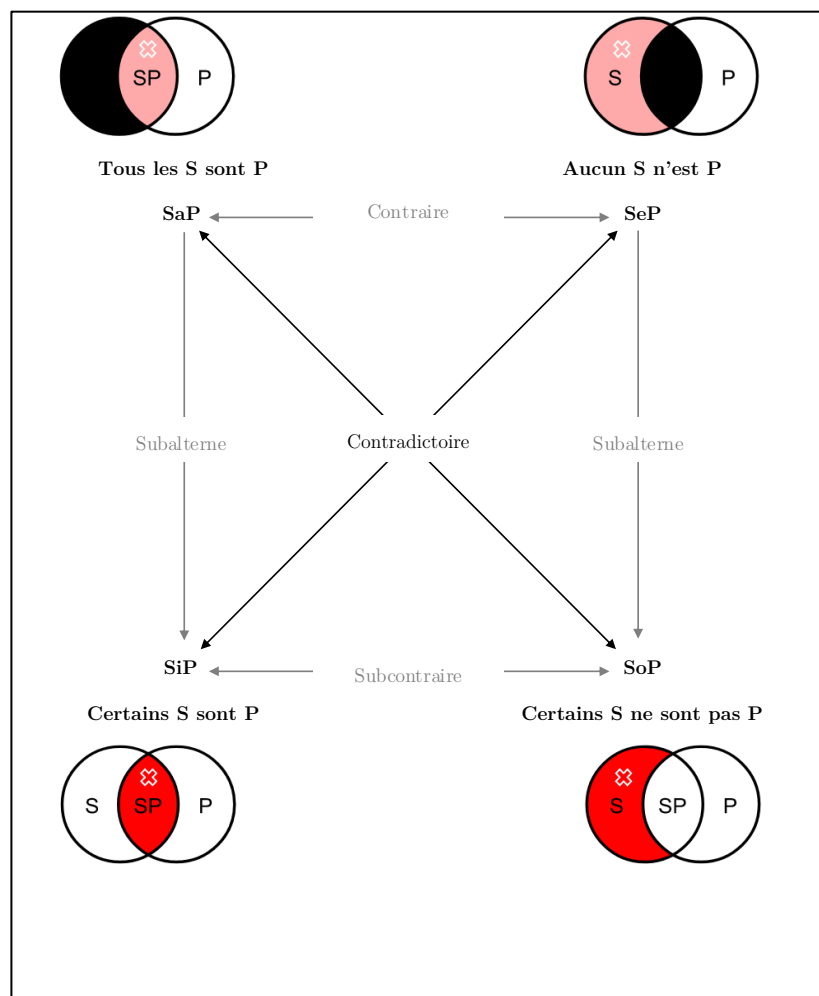 SP P S P
Tous les S sont P Aucun S n'est P
SaP Contraire SeP
Subalterne Contradictoire Subalterne
SiP Subcontraire SoP
Certains S sont P Certains S ne sont pas P
S SP P S SP P